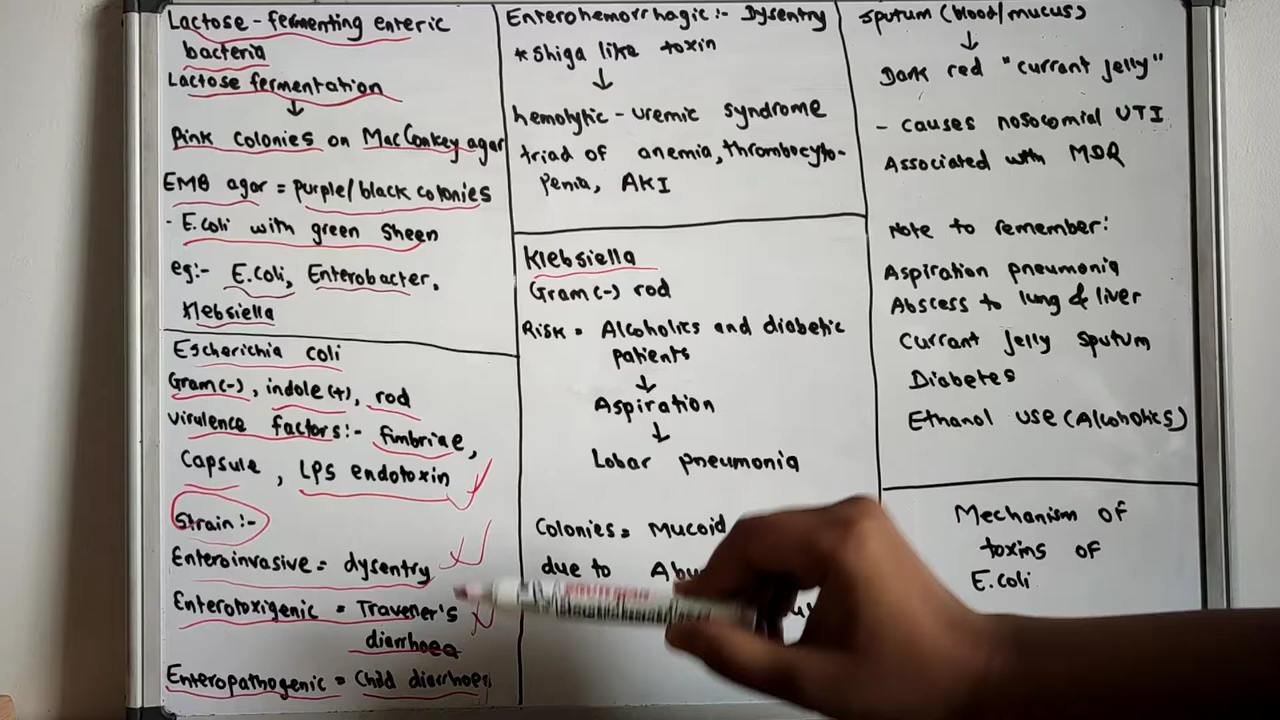 Lactose - fermenting enteric
bacteria
Lactose fermentation
↓
Pink colonies on MacConkey agar
EMB agar = purple/black colonies
- E.coli with green sheen
eg:- E.coli, Enterobacter,
Klebsiella
Escherichia coli
Gram(-), indole(+), rod
Virulence factors:- fimbriae,
Capsule, LPS endotoxin
Strain:-
Enteroinvasive = dysentry
Enterotoxigenic = Traveller's
diarrhoea
Enteropathogenic = Child diarrhoea
Enterohemorrhagic:- Dysentry
* Shiga like toxin
↓
hemolytic - uremic syndrome
triad of anemia, thrombocyto-
penia, AKI
Klebsiella
Gram(-) rod
Risk = Alcoholics and diabetic
patients
↓
Aspiration
↓
Lobar pneumonia
Colonies = Mucoid
due to
Sputum (blood/mucus)
↓
Dark red "currant jelly"
- causes nosocomial UTI
Associated with MDR
Note to remember:
Aspiration pneumonia
Abscess to lung & liver
Currant jelly sputum
Diabetes
Ethanol use (Alcoholics)
Mechanism of
toxins of
E.coli